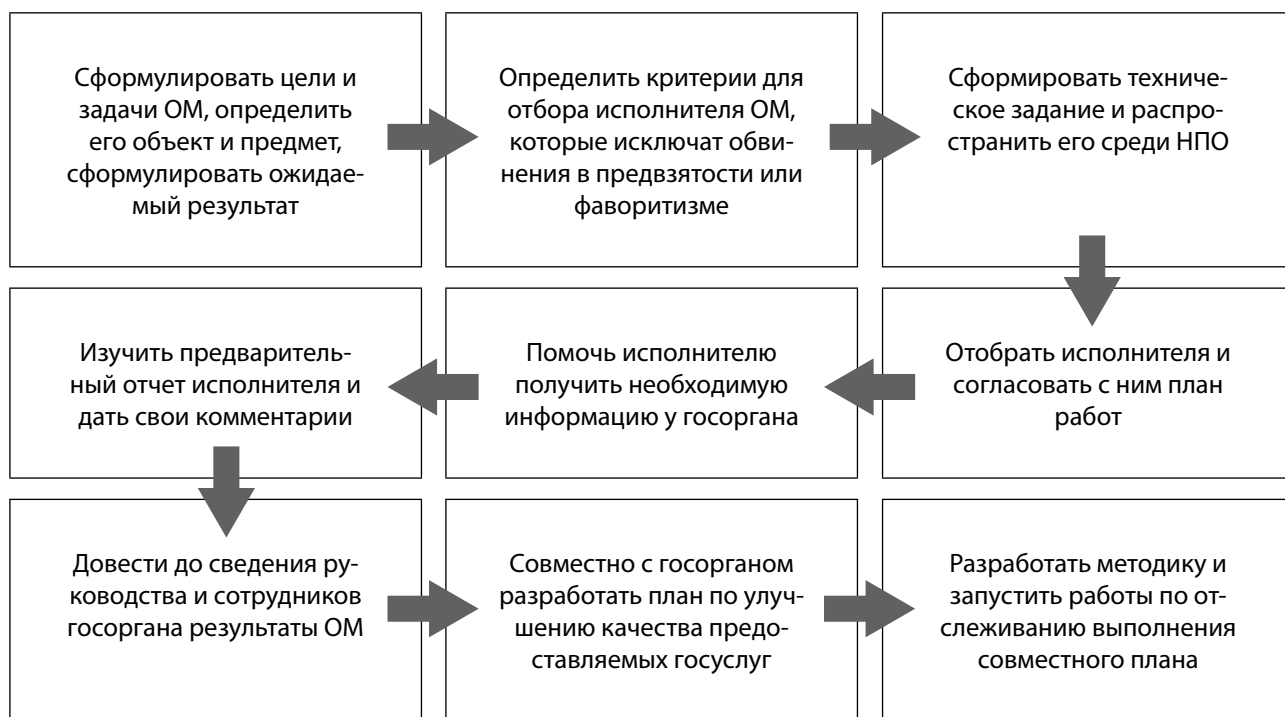 Сформулировать цели и
задачи ОМ, определить
его объект и предмет,
сформулировать ожидае-
мый результат
Определить критерии для
отбора исполнителя ОМ,
которые исключат обви-
нения в предвзятости или
фаворитизме
Сформировать техниче-
ское задание и распро-
странить его среди НПО
Отобрать исполнителя и
согласовать с ним план
работ
Помочь исполнителю
получить необходимую
информацию у госоргана
Изучить предваритель-
ный отчет исполнителя и
дать свои комментарии
Довести до сведения ру-
ководства и сотрудников
госоргана результаты ОМ
Совместно с госорганом
разработать план по улуч-
шению качества предо-
ставляемых госуслуг
Разработать методику и
запустить работы по от-
слеживанию выполнения
совместного плана